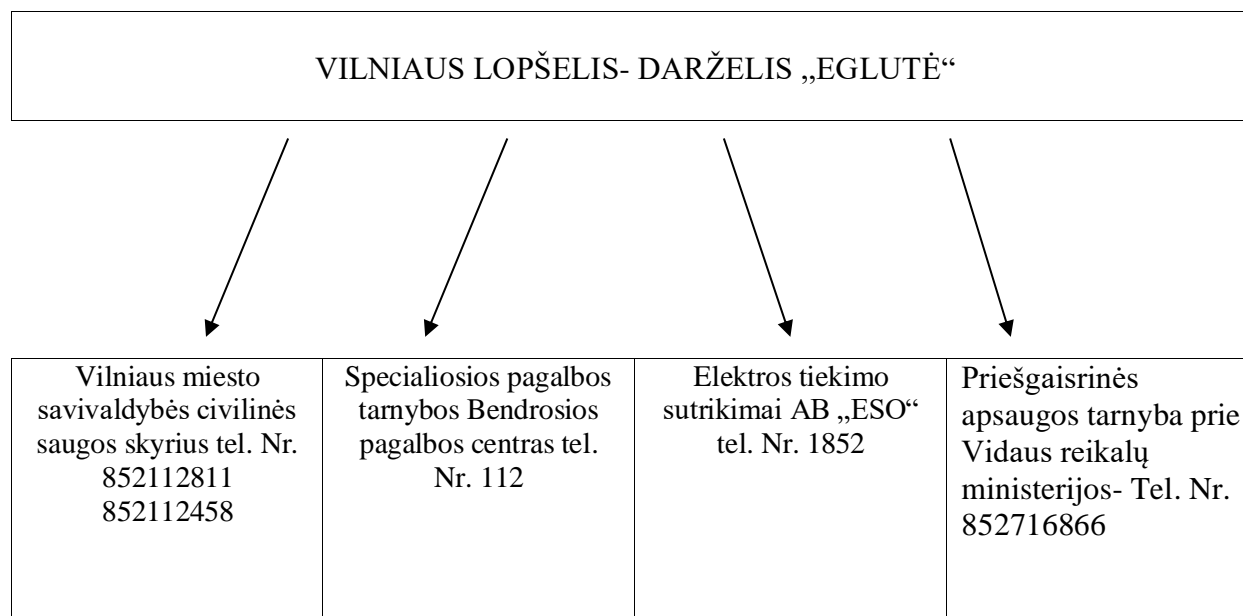 VILNIAUS LOPŠELIS- DARŽELIS „EGLUTĖ“
Vilniaus miesto
savivaldybės civilinės
saugos skyrius tel. Nr.
852112811
852112458
Specialiosios pagalbos
tarnybos Bendrosios
pagalbos centras tel.
Nr. 112
Elektros tiekimo
sutrikimai AB „ESO“
tel. Nr. 1852
Priešgaisrinės
apsaugos tarnyba prie
Vidaus reikalų
ministerijos- Tel. Nr.
852716866